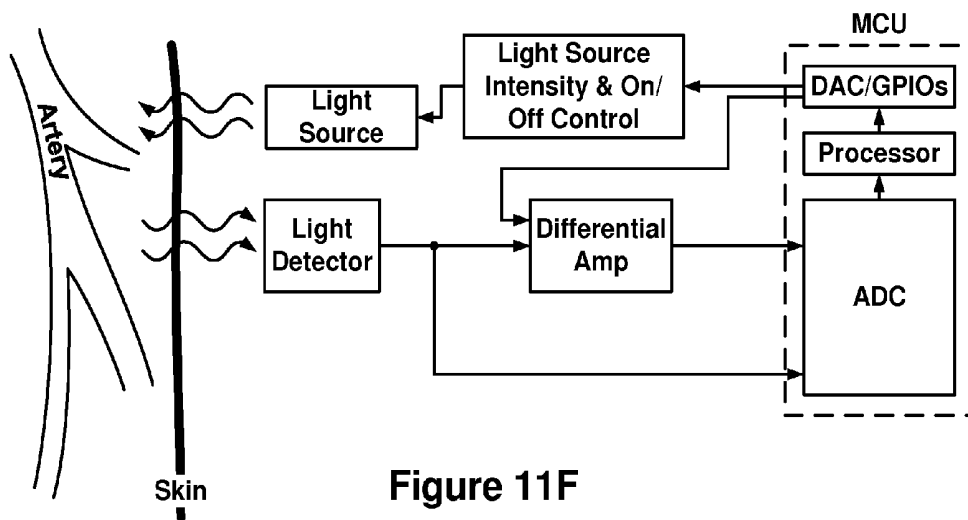 MCU
Light Source
Intensity & On/
Off Control
DAC/GPIOs
Light
Source
Processor
Artery
Light
Detector
Differential
Amp
ADC
Skin
Figure 11F